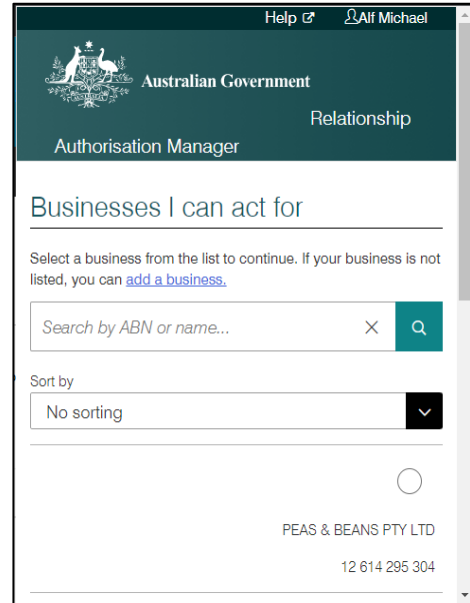 Help Alf Michael
Australian Government
Relationship
Authorisation Manager
Businesses I can act for
Select a business from the list to continue. If your business is not
listed, you can add a business.
Search by ABN or name...
Sort by
No sorting
PEAS & BEANS PTY LTD
12 614 295 304